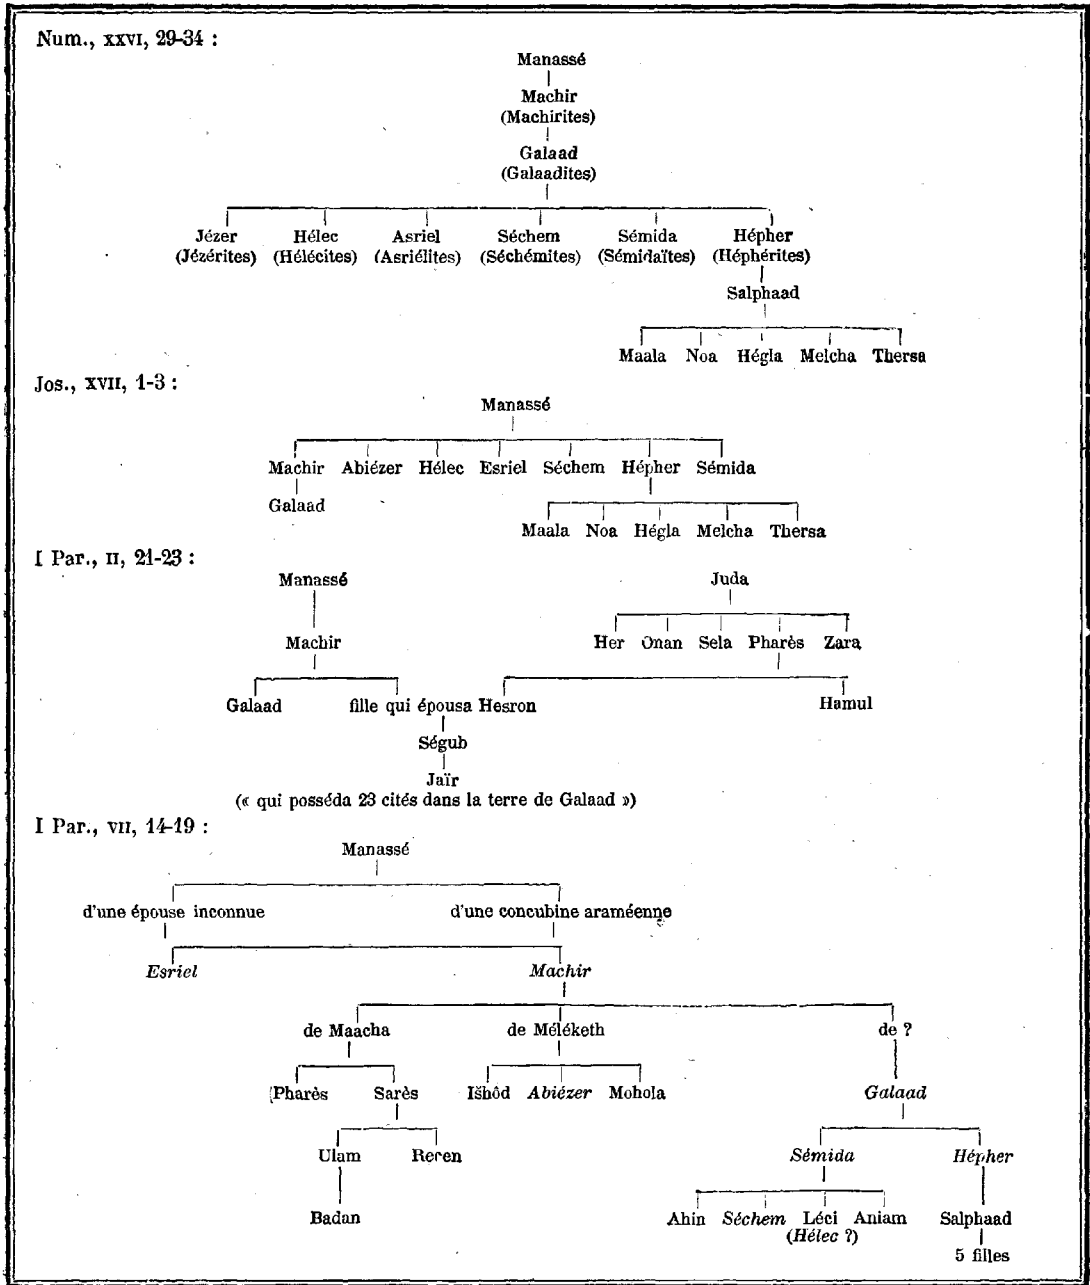 Num., XXVI, 29-34 :
Manassé
Machir
(Machirites)
Galaad
(Galaadites)
Jézer Hélec Asriel Séchem Sémida Hépher
(Jézérites) (Hélécites) (Asriélites) (Séchémites) (Sémidaïtes) (Héphérites)
Salphaad
Maala Noa Hégla Melcha Thersa
Jos., XVII, 1-3 :
Manassé
Machir Abiézer Hélec Esriel Séchem Hépher Sémida
Galaad
Maala Noa Hégla Melcha Thersa
I Par., II, 21-23 :
Manassé Juda
Machir Her Onan Sela Pharès Zara
Galaad fille qui épousa Hesron Hamul
Ségub
Jaïr
(« qui posséda 23 cités dans la terre de Galaad »)
I Par., VII, 14-19 :
Manassé
d'une épouse inconnue d'une concubine araméenne
Esriel Machir
de Maacha de Méléketh de ?
Pharès Sarès Išhôd Abiézer Mohola Galaad
Ulam Recen Sémida Hépher
Badan Ahin Séchem Léci Aniam Salphaad
(Hélec ?)
5 filles